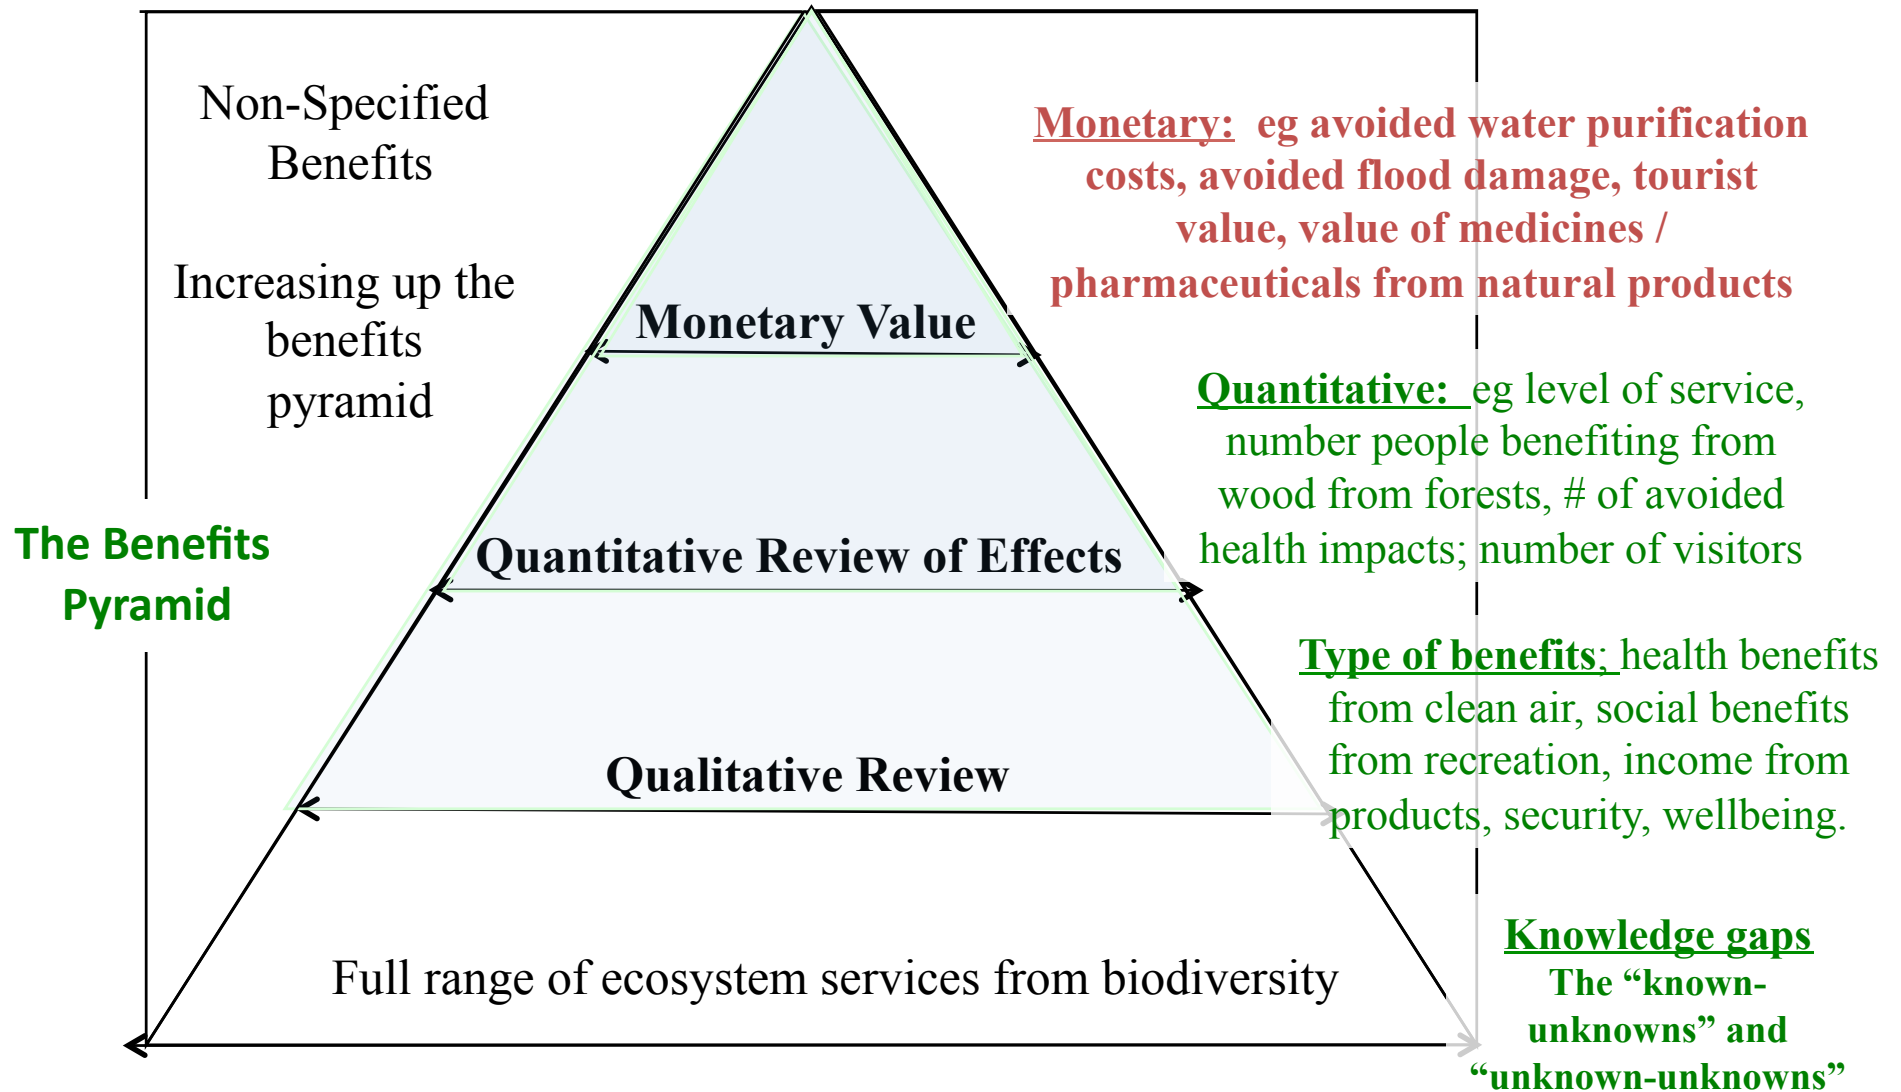 Non-Specified
Benefits
Increasing up the
benefits
pyramid
The Benefits
Pyramid
Monetary Value
Quantitative Review of Effects
Qualitative Review
Full range of ecosystem services from biodiversity
Monetary: eg avoided water purification
costs, avoided flood damage, tourist
value, value of medicines /
pharmaceuticals from natural products
Quantitative: eg level of service,
number people benefiting from
wood from forests, # of avoided
health impacts; number of visitors
Type of benefits; health benefits
from clean air, social benefits
from recreation, income from
products, security, wellbeing.
Knowledge gaps
The “known-
unknowns” and
“unknown-unknowns”